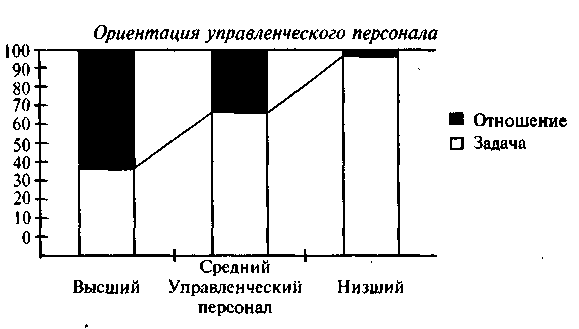 Ориентация управленческого персонала
100
90
80
70
60
50
40
30
20
10
0
Отношение
Задача
Высший
Средний
Управленческий
персонал
Низший